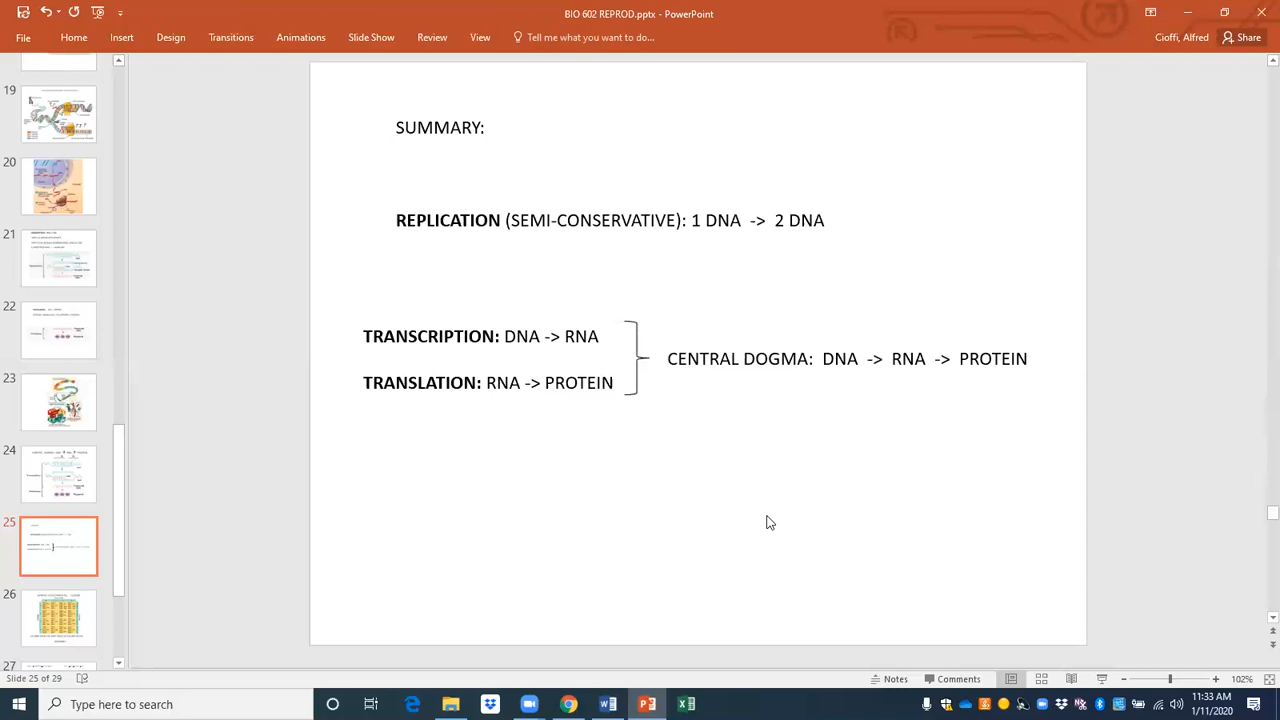 BIO 602 REPROD.pptx - PowerPoint
File Home Insert Design Transitions Animations Slide Show Review View Tell me what you want to do... Cioffi, Alfred Share
19
20
21
22
23
24
25
26
27
SUMMARY:
REPLICATION (SEMI-CONSERVATIVE): 1 DNA -> 2 DNA
TRANSCRIPTION: DNA -> RNA
TRANSLATION: RNA -> PROTEIN
CENTRAL DOGMA: DNA -> RNA -> PROTEIN
Slide 25 of 29 Notes Comments 102%
Type here to search
11:33 AM
1/11/2020